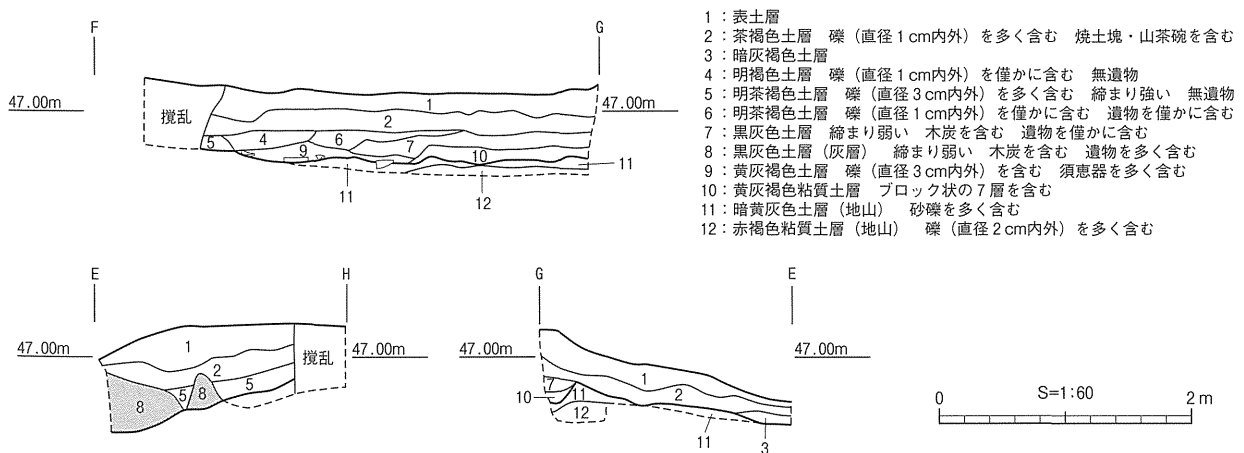 F
G
47.00m
47.00m
撹乱
1
2
5
4
6
7
9
10
11
11
12
1：表土層
2：茶褐色土層　礫（直径1cm内外）を多く含む　焼土塊・山茶碗を含む
3：暗灰褐色土層
4：明褐色土層　礫（直径1cm内外）を僅かに含む　無遺物
5：明茶褐色土層　礫（直径3cm内外）を多く含む　締まり強い　無遺物
6：明茶褐色土層　礫（直径1cm内外）を僅かに含む　遺物を僅かに含む
7：黒灰色土層　締まり弱い　木炭を含む　遺物を僅かに含む
8：黒灰色土層（灰層）　締まり弱い　木炭を含む　遺物を多く含む
9：黄灰褐色土層　礫（直径3cm内外）を含む　須恵器を多く含む
10：黄灰褐色粘質土層　ブロック状の7層を含む
11：暗黄灰色土層（地山）　砂礫を多く含む
12：赤褐色粘質土層（地山）　礫（直径2cm内外）を多く含む
E
H
47.00m
47.00m
1
2
撹乱
5
5
8
8
G
E
47.00m
47.00m
1
7
11
2
10
12
11
3
S=1:60
0
2m